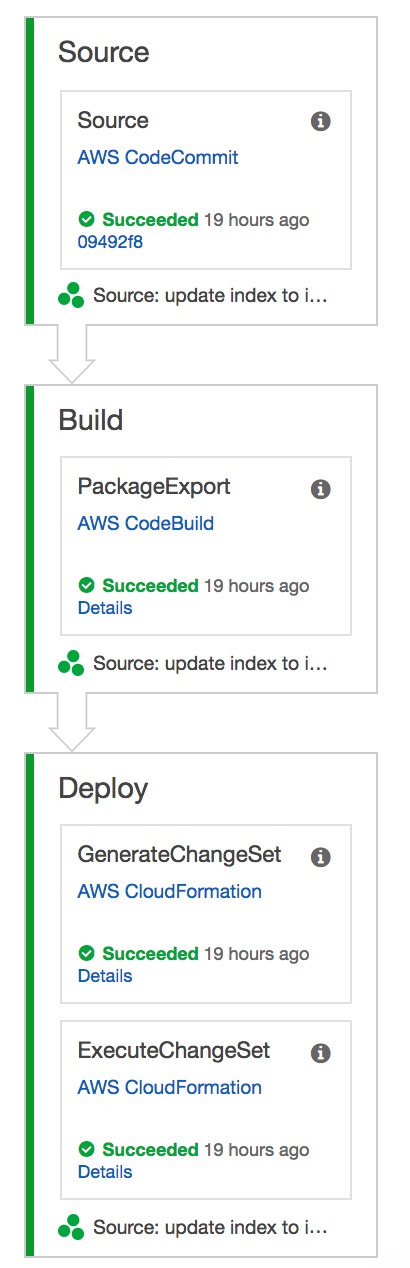 Source
Source
AWS CodeCommit
Succeeded 19 hours ago
09492f8
Source: update index to i…
Build
PackageExport
AWS CodeBuild
Succeeded 19 hours ago
Details
Source: update index to i…
Deploy
GenerateChangeSet
AWS CloudFormation
Succeeded 19 hours ago
Details
ExecuteChangeSet
AWS CloudFormation
Succeeded 19 hours ago
Details
Source: update index to i…